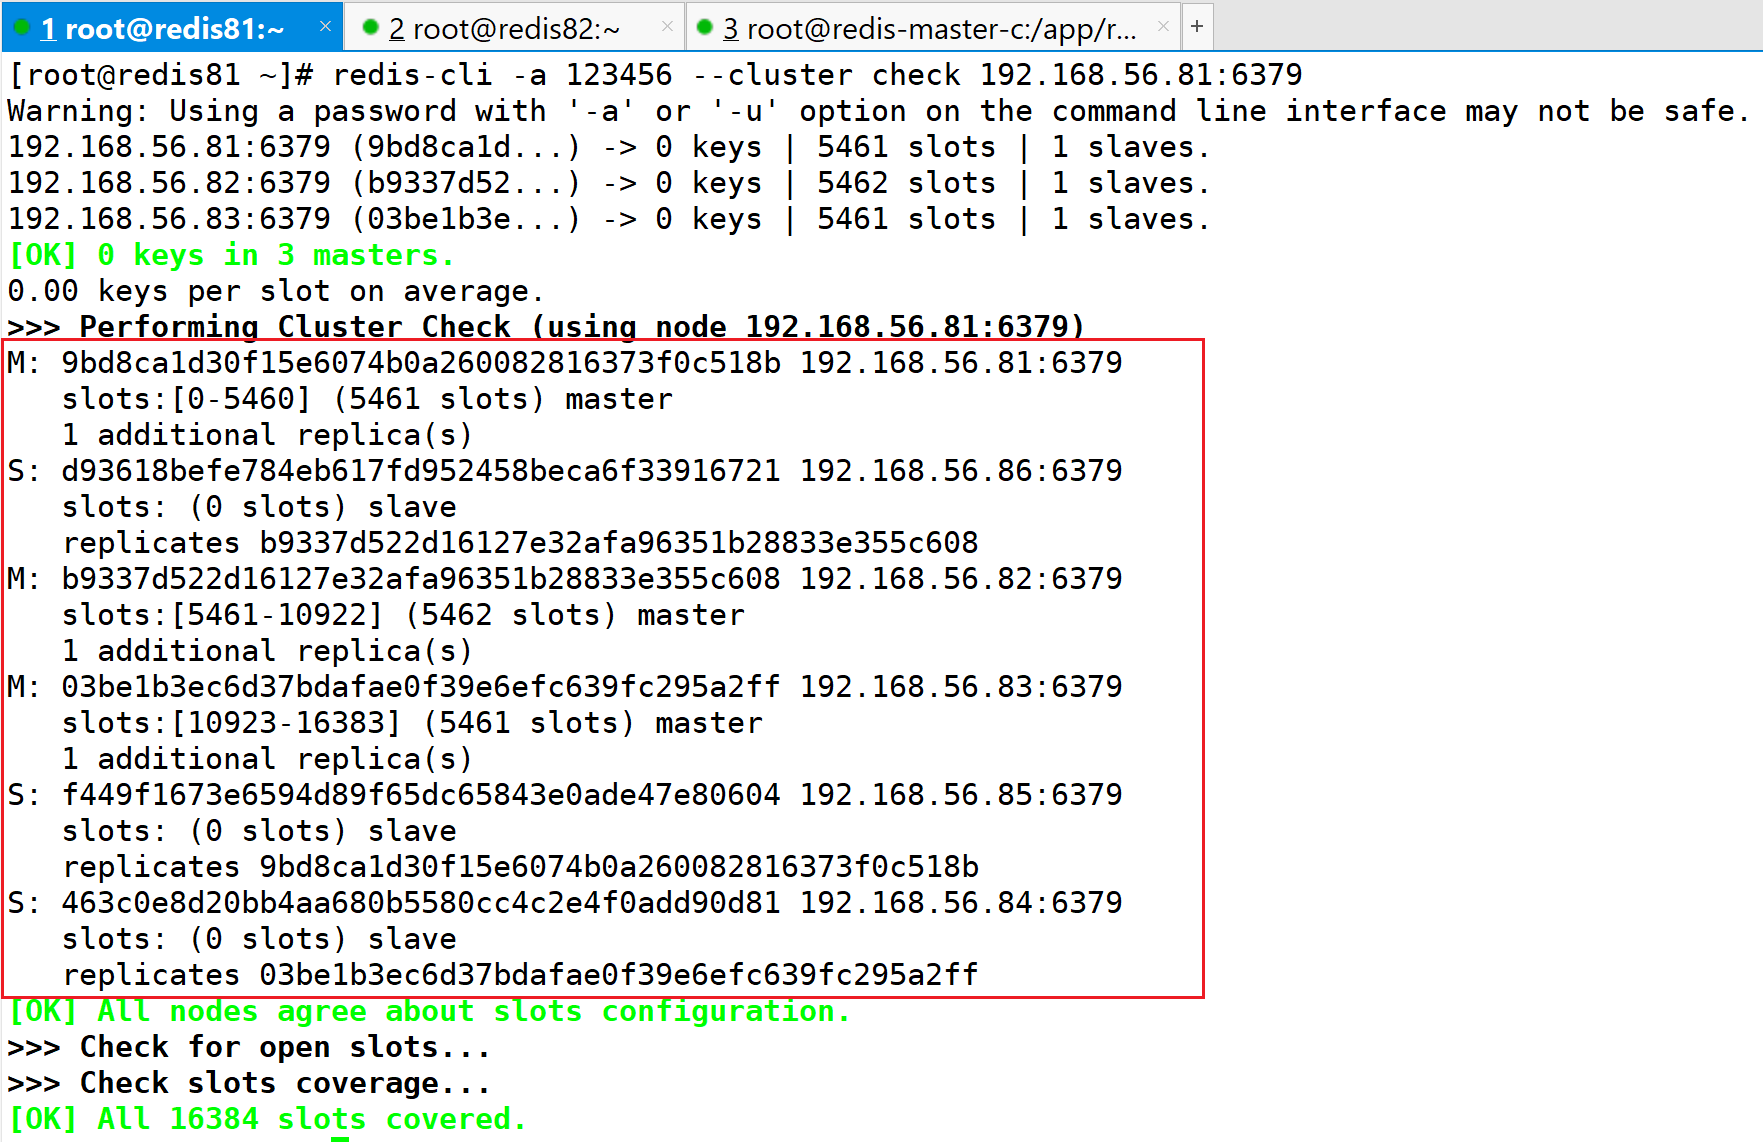 1 root@redis81:~ × 2 root@redis82:~ × 3 root@redis-master-c:/app/r... × +
[root@redis81 ~]# redis-cli -a 123456 --cluster check 192.168.56.81:6379
Warning: Using a password with '-a' or '-u' option on the command line interface may not be safe.
192.168.56.81:6379 (9bd8ca1d...) -> 0 keys | 5461 slots | 1 slaves.
192.168.56.82:6379 (b9337d52...) -> 0 keys | 5462 slots | 1 slaves.
192.168.56.83:6379 (03be1b3e...) -> 0 keys | 5461 slots | 1 slaves.
[OK] 0 keys in 3 masters.
0.00 keys per slot on average.
>>> Performing Cluster Check (using node 192.168.56.81:6379)
M: 9bd8ca1d30f15e6074b0a260082816373f0c518b 192.168.56.81:6379
   slots:[0-5460] (5461 slots) master
   1 additional replica(s)
S: d93618befe784eb617fd952458beca6f33916721 192.168.56.86:6379
   slots: (0 slots) slave
   replicates b9337d522d16127e32afa96351b28833e355c608
M: b9337d522d16127e32afa96351b28833e355c608 192.168.56.82:6379
   slots:[5461-10922] (5462 slots) master
   1 additional replica(s)
M: 03be1b3ec6d37bdafae0f39e6efc639fc295a2ff 192.168.56.83:6379
   slots:[10923-16383] (5461 slots) master
   1 additional replica(s)
S: f449f1673e6594d89f65dc65843e0ade47e80604 192.168.56.85:6379
   slots: (0 slots) slave
   replicates 9bd8ca1d30f15e6074b0a260082816373f0c518b
S: 463c0e8d20bb4aa680b5580cc4c2e4f0add90d81 192.168.56.84:6379
   slots: (0 slots) slave
   replicates 03be1b3ec6d37bdafae0f39e6efc639fc295a2ff
[OK] All nodes agree about slots configuration.
>>> Check for open slots...
>>> Check slots coverage...
[OK] All 16384 slots covered.